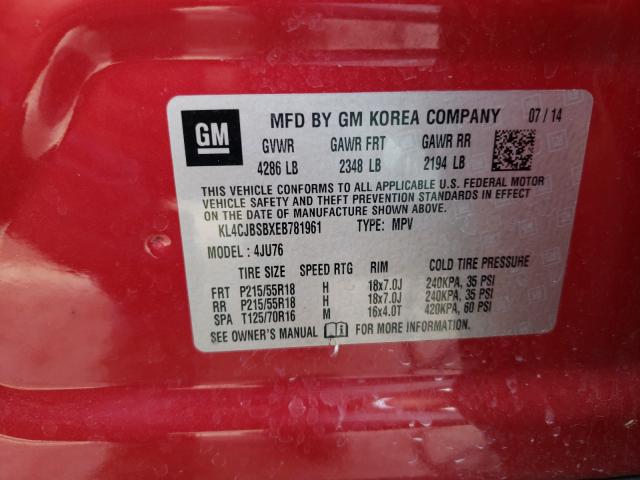 GM
MFD BY GM KOREA COMPANY 07/14
GVWR GAWR FRT GAWR RR
4286 LB 2348 LB 2194 LB
THIS VEHICLE CONFORMS TO ALL APPLICABLE U.S. FEDERAL MOTOR
VEHICLE SAFETY AND THEFT PREVENTION STANDARDS IN EFFECT
ON THE DATE OF MANUFACTURE SHOWN ABOVE.
KL4CJBSBXEB781961 TYPE: MPV
MODEL: 4JU76
TIRE SIZE SPEED RTG RIM COLD TIRE PRESSURE
FRT P215/55R18 H 18x7.0J 240KPA, 35 PSI
RR P215/55R18 H 18x7.0J 240KPA, 35 PSI
SPA T125/70R16 M 16x4.0T 420KPA, 60 PSI
SEE OWNER'S MANUAL FOR MORE INFORMATION.